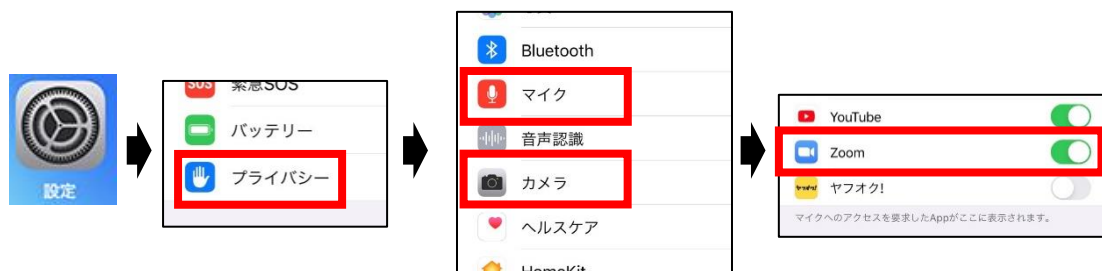 設定
緊急SOS
バッテリー
プライバシー
Bluetooth
マイク
音声認識
カメラ
ヘルスケア
HomeKit
YouTube
Zoom
ヤフオク!
マイクへのアクセスを要求したAppがここに表示されます。